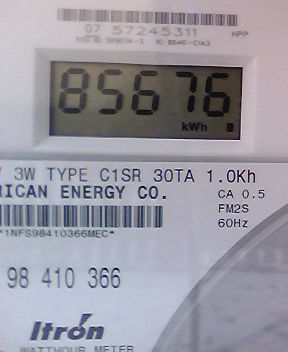 07 57245311 HPP
85676
kWh
3W TYPE C1SR 30TA 1.0Kh
RICAN ENERGY CO. CA 0.5
FM2S
*1NFS98410366MEC* 60Hz
98 410 366
Itron
WATTHOUR METER